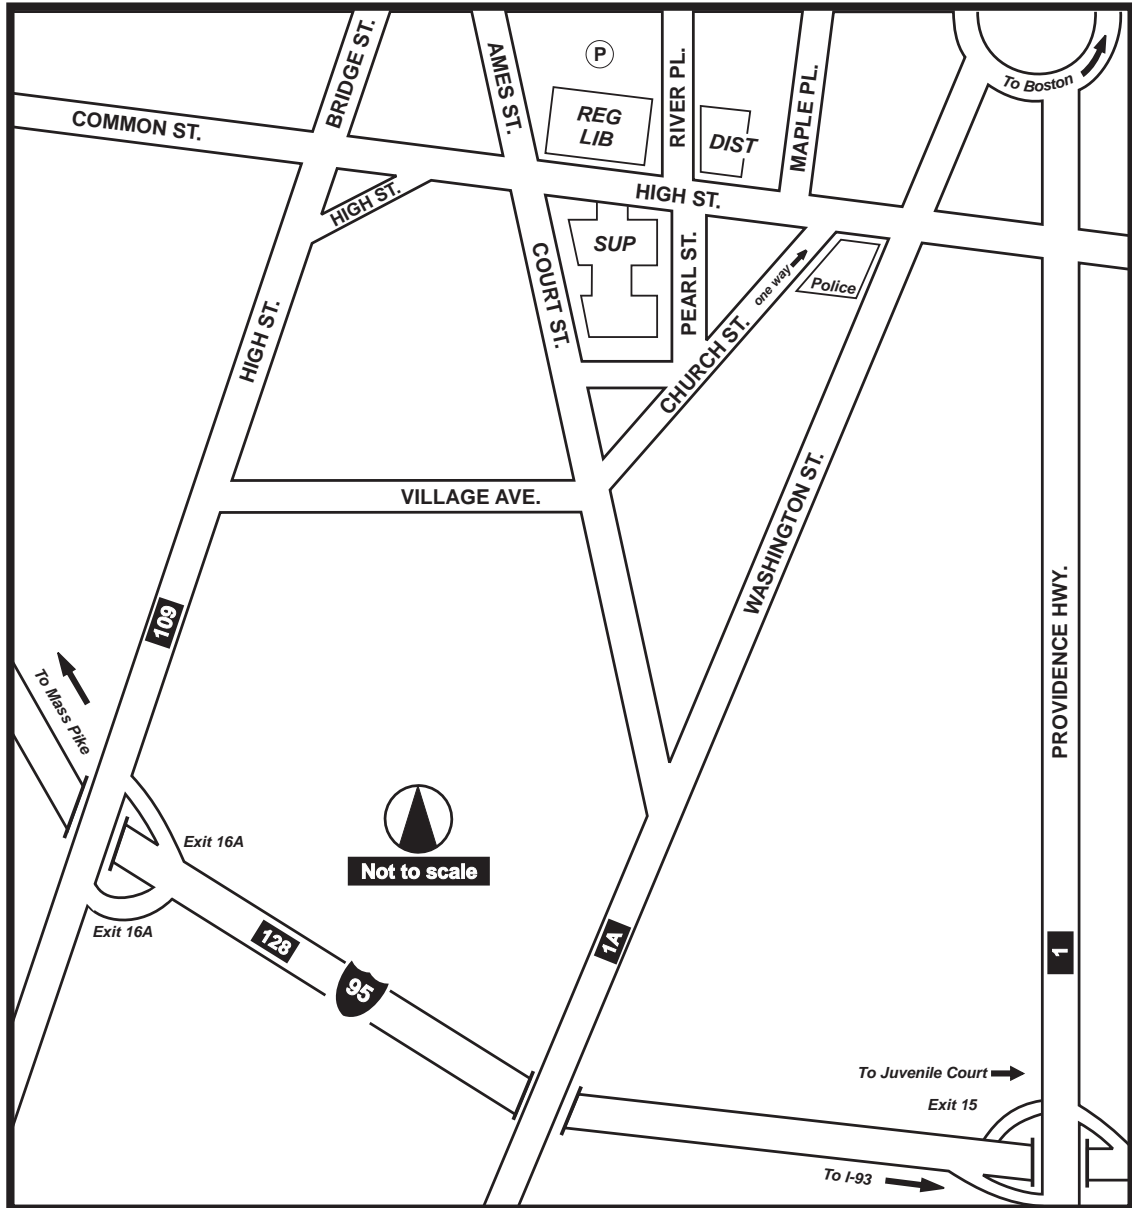 BRIDGE ST.
AMES ST.
P
RIVER PL.
MAPLE PL.
To Boston
COMMON ST.
REG
LIB
DIST
HIGH ST.
HIGH ST.
COURT ST.
SUP
PEARL ST.
one way
Police
HIGH ST.
CHURCH ST.
VILLAGE AVE.
WASHINGTON ST.
109
PROVIDENCE HWY.
To Mass Pike
Exit 16A
Not to scale
Exit 16A
128
95
1A
1
To Juvenile Court
Exit 15
To I-93